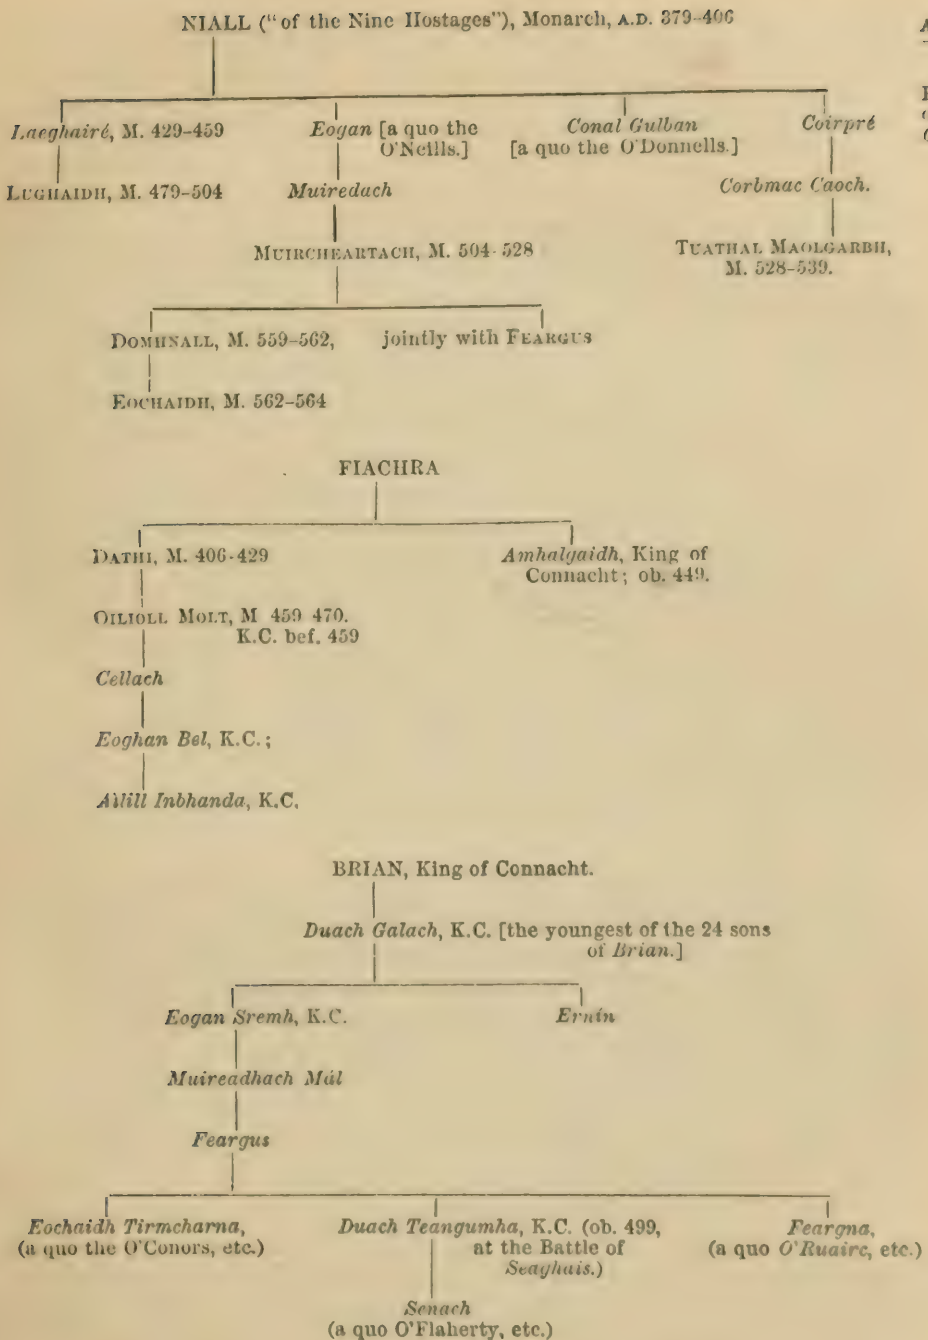 NIALL ("of the Nine Hostages"), Monarch, A.D. 379-406
Laeghairé, M. 429-459
Eogan [a quo the
O'Neills.]
Conal Gulban
[a quo the O'Donnells.]
Coirpré
LUGHAIDH, M. 479-504
Muiredach
Corbmac Caoch.
MUIRCHEARTACH, M. 504-528
TUATHAL MAOLGARBH,
M. 528-539.
DOMHNALL, M. 559-562, jointly with FEARGUS
EOCHAIDH, M. 562-564
FIACHRA
DATHI, M. 406-429
Amhalgaidh, King of
Connacht; ob. 449.
OILIOLL MOLT, M 459 470.
K.C. bef. 459
Cellach
Eoghan Bel, K.C.;
Ailill Inbhanda, K.C.
BRIAN, King of Connacht.
Duach Galach, K.C. [the youngest of the 24 sons
of Brian.]
Eogan Sremh, K.C.
Ernin
Muireadhach Mál
Feargus
Eochaidh Tirmcharna,
(a quo the O'Conors, etc.)
Duach Teangumha, K.C. (ob. 499,
at the Battle of
Seaghais.)
Feargna,
(a quo O'Ruairc, etc.)
Senach
(a quo O'Flaherty, etc.)